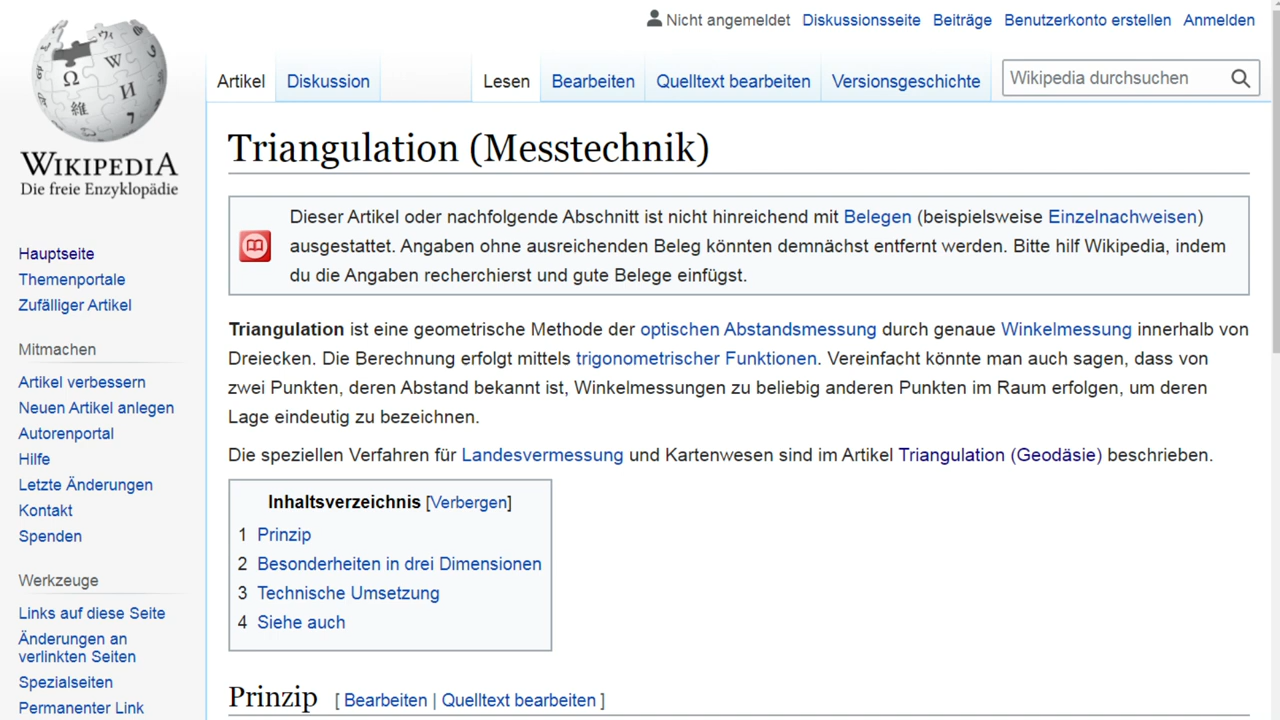 Nicht angemeldet Diskussionsseite Beiträge Benutzerkonto erstellen Anmelden
Artikel Diskussion Lesen Bearbeiten Quelltext bearbeiten Versionsgeschichte Wikipedia durchsuchen
WIKIPEDIA
Die freie Enzyklopädie
Hauptseite
Themenportale
Zufälliger Artikel
Mitmachen
Artikel verbessern
Neuen Artikel anlegen
Autorenportal
Hilfe
Letzte Änderungen
Kontakt
Spenden
Werkzeuge
Links auf diese Seite
Änderungen an
verlinkten Seiten
Spezialseiten
Permanenter Link
Triangulation (Messtechnik)
Dieser Artikel oder nachfolgende Abschnitt ist nicht hinreichend mit Belegen (beispielsweise Einzelnachweisen)
ausgestattet. Angaben ohne ausreichenden Beleg könnten demnächst entfernt werden. Bitte hilf Wikipedia, indem
du die Angaben recherchierst und gute Belege einfügst.
Triangulation ist eine geometrische Methode der optischen Abstandsmessung durch genaue Winkelmessung innerhalb von
Dreiecken. Die Berechnung erfolgt mittels trigonometrischer Funktionen. Vereinfacht könnte man auch sagen, dass von
zwei Punkten, deren Abstand bekannt ist, Winkelmessungen zu beliebig anderen Punkten im Raum erfolgen, um deren
Lage eindeutig zu bezeichnen.
Die speziellen Verfahren für Landesvermessung und Kartenwesen sind im Artikel Triangulation (Geodäsie) beschrieben.
Inhaltsverzeichnis [Verbergen]
1 Prinzip
2 Besonderheiten in drei Dimensionen
3 Technische Umsetzung
4 Siehe auch
Prinzip [ Bearbeiten | Quelltext bearbeiten ]